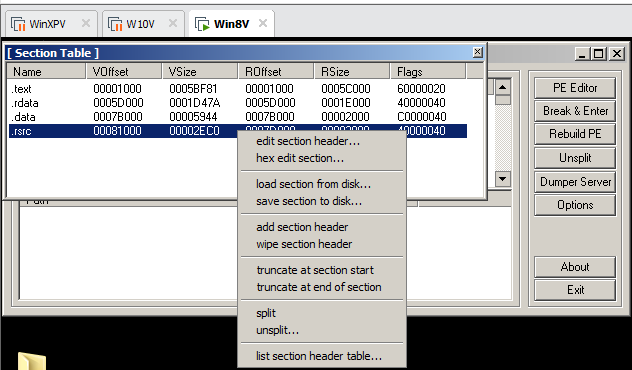 WinXPV W10V Win8V
[ Section Table ]
Name VOffset VSize ROffset RSize Flags
.text 00001000 0005BF81 00001000 0005C000 60000020
.rdata 0005D000 0001D47A 0005D000 0001E000 40000040
.data 0007B000 00005944 0007B000 00002000 C0000040
.rsrc 00081000 00002EC0 0007D000 00003000 40000040
edit section header...
hex edit section...
load section from disk...
save section to disk...
add section header
wipe section header
truncate at section start
truncate at end of section
split
unsplit...
list section header table...
Path
PE Editor
Break & Enter
Rebuild PE
Unsplit
Dumper Server
Options
About
Exit